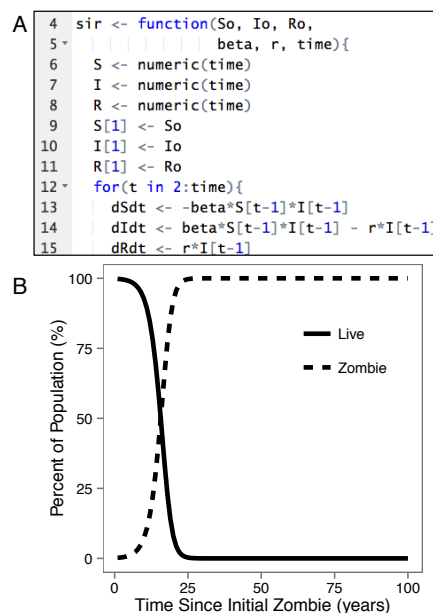 A
4 sir <- function(So, Io, Ro,
5 beta, r, time){
6 S <- numeric(time)
7 I <- numeric(time)
8 R <- numeric(time)
9 S[1] <- So
10 I[1] <- Io
11 R[1] <- Ro
12 for(t in 2:time){
13 dSdt <- -beta*S[t-1]*I[t-1]
14 dIdt <- beta*S[t-1]*I[t-1] - r*I[t-1]
15 dRdt <- r*I[t-1]
B
Percent of Population (%)
100
50
0
Live
Zombie
0 25 50 75 100
Time Since Initial Zombie (years)